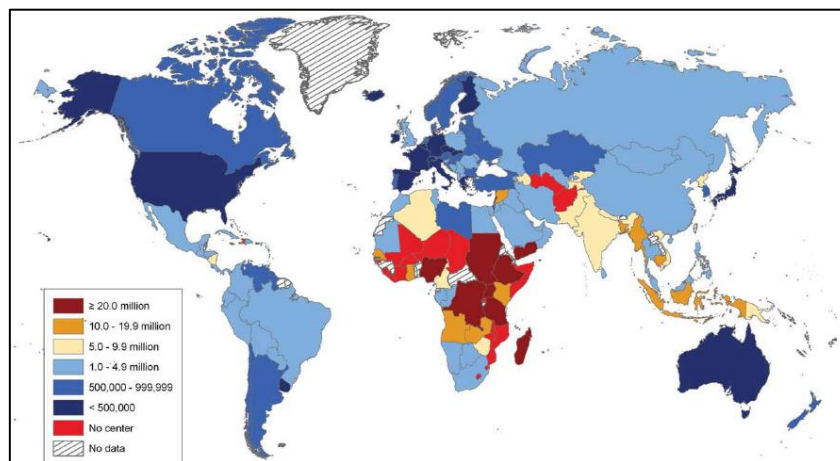 ≥ 20.0 million
10.0 - 19.9 million
5.0 - 9.9 million
1.0 - 4.9 million
500,000 - 999,999
< 500,000
No center
No data